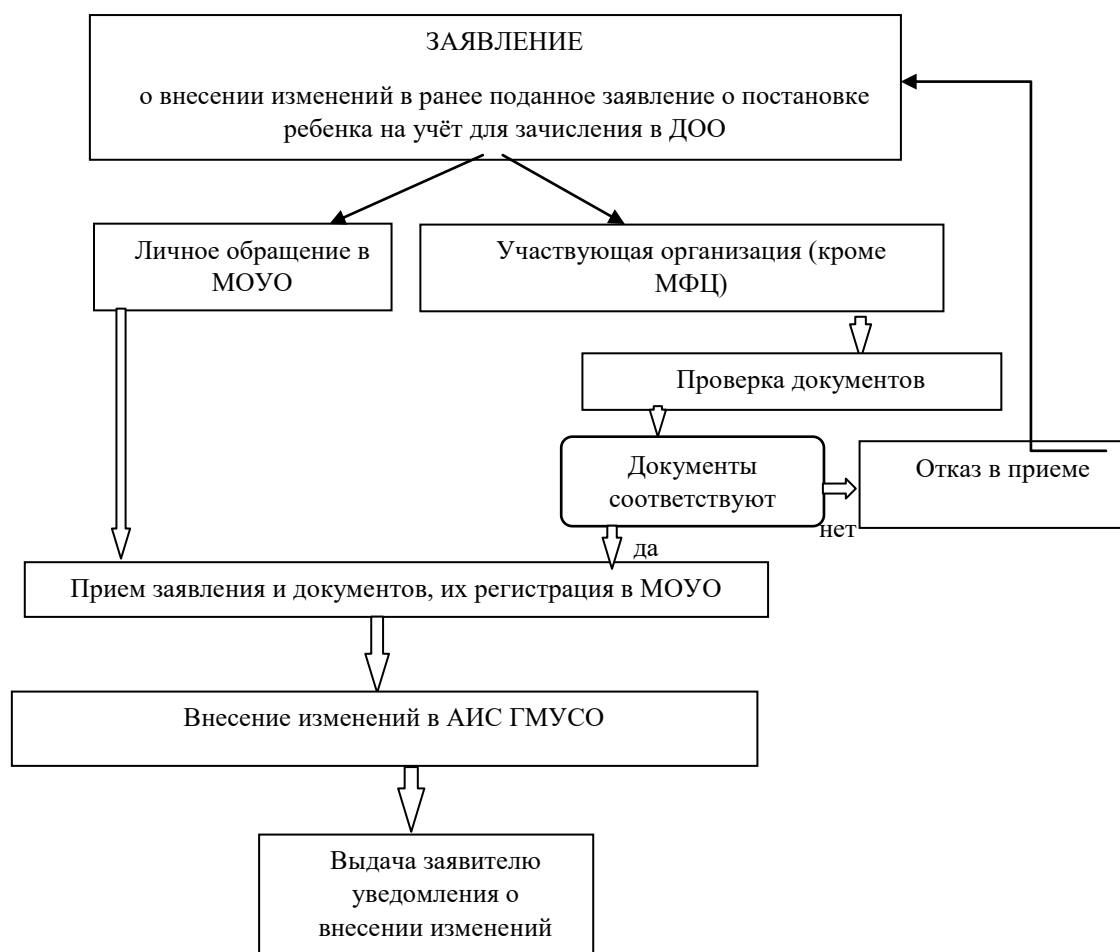 ЗАЯВЛЕНИЕ
о внесении изменений в ранее поданное заявление о постановке
ребенка на учёт для зачисления в ДОО
Личное обращение в
МОУО
Участвующая организация (кроме
МФЦ)
Проверка документов
Документы
соответствуют
Отказ в приеме
нет
да
Прием заявления и документов, их регистрация в МОУО
Внесение изменений в АИС ГМУСО
Выдача заявителю
уведомления о
внесении изменений